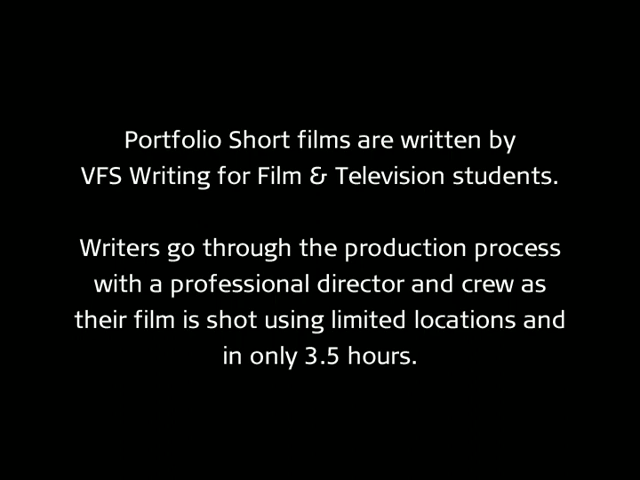 Portfolio Short films are written by
VFS Writing for Film & Television students.
Writers go through the production process
with a professional director and crew as
their film is shot using limited locations and
in only 3.5 hours.